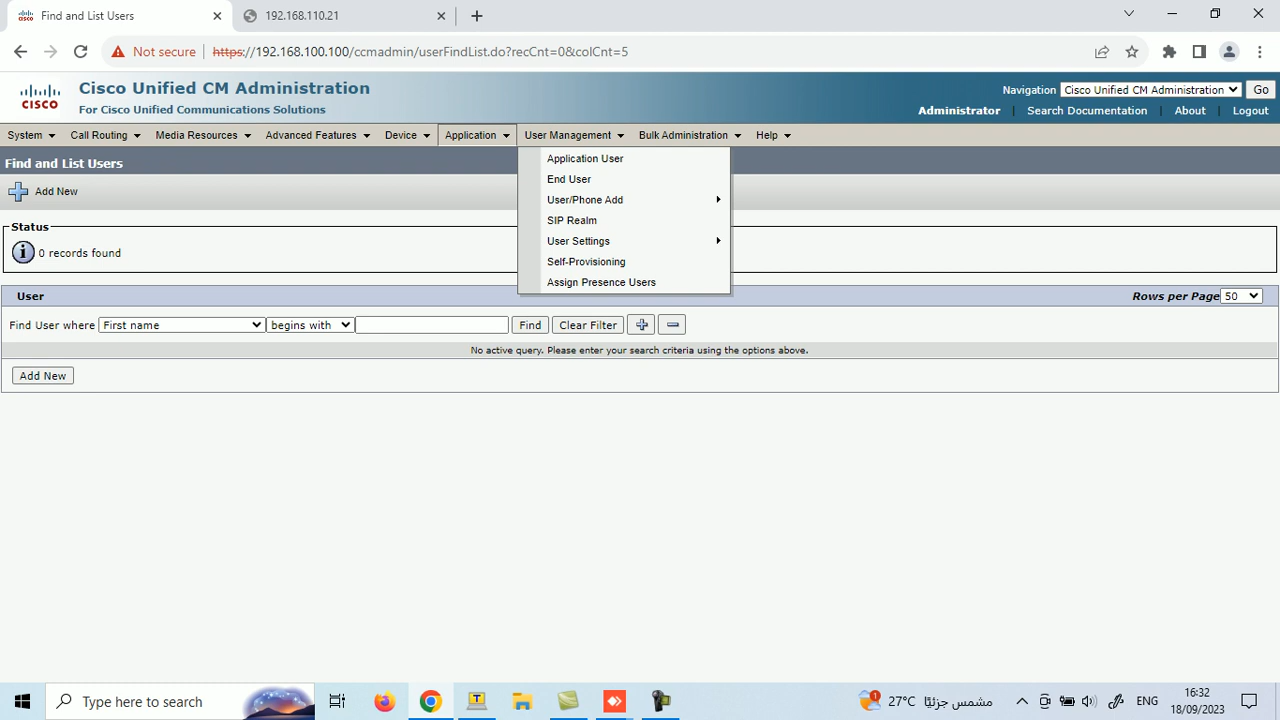 Find and List Users
192.168.110.21
Not secure https://192.168.100.100/ccmadmin/userFindList.do?recCnt=0&colCnt=5
CISCO
Cisco Unified CM Administration
For Cisco Unified Communications Solutions
Navigation Cisco Unified CM Administration Go
Administrator | Search Documentation | About | Logout
System Call Routing Media Resources Advanced Features Device Application User Management Bulk Administration Help
Find and List Users
Add New
Application User
End User
User/Phone Add
SIP Realm
User Settings
Self-Provisioning
Assign Presence Users
Status
0 records found
User Rows per Page 50
Find User where First name begins with Find Clear Filter
No active query. Please enter your search criteria using the options above.
Add New
Type here to search
27°C مشمس جزئيًا
ENG
16:32
18/09/2023